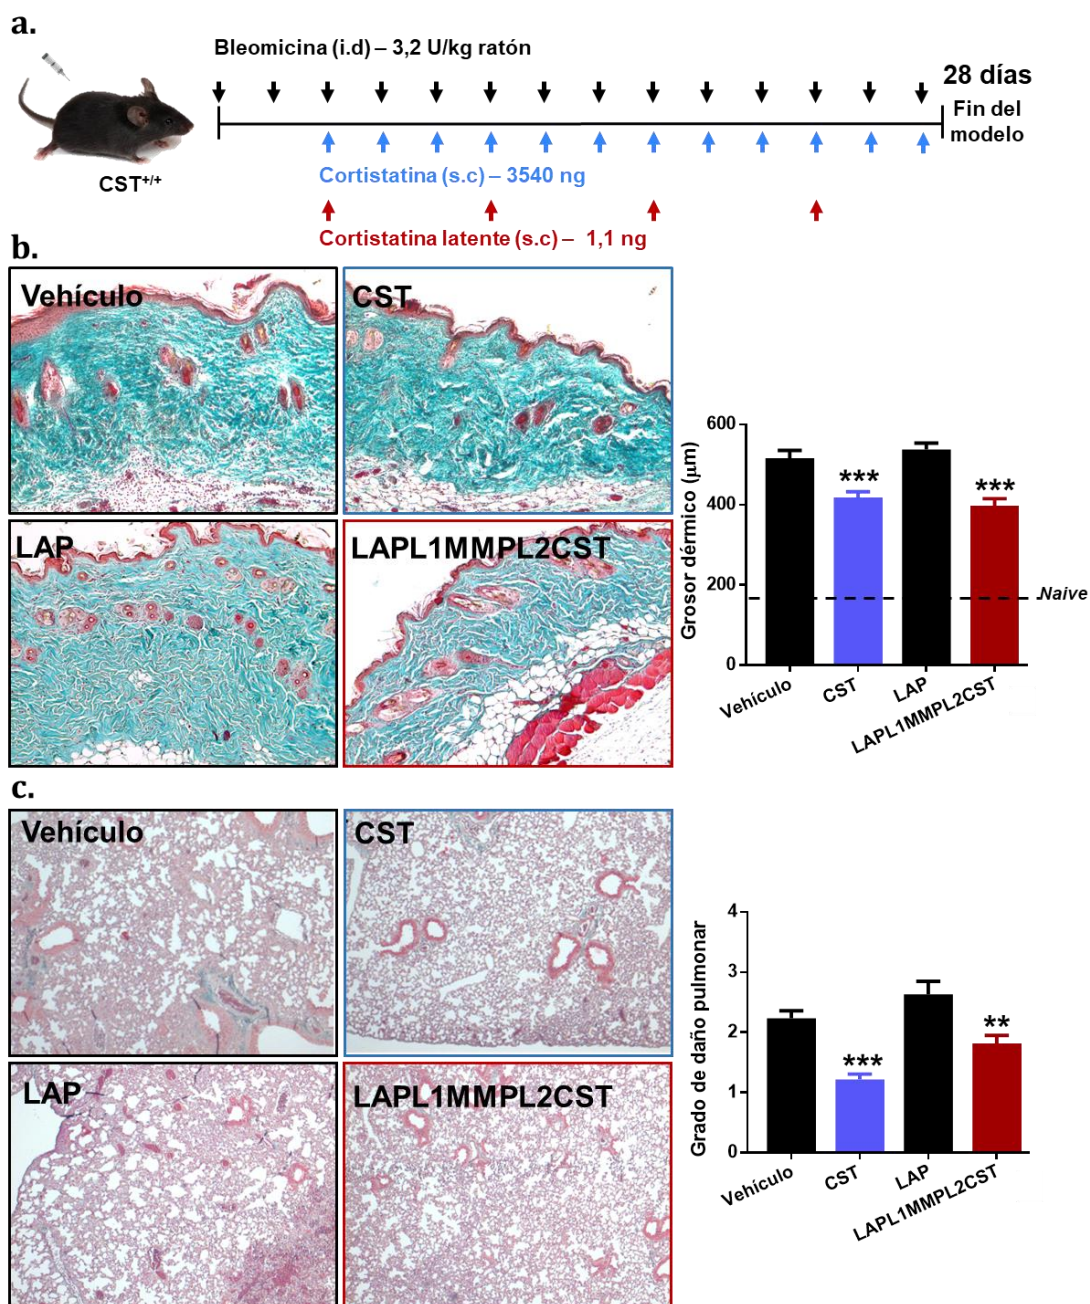 a.
Bleomicina (i.d) – 3,2 U/kg ratón
28 días
Fin del
modelo
CST+/+
Cortistatina (s.c) – 3540 ng
Cortistatina latente (s.c) – 1,1 ng
b.
Vehículo
CST
LAP
LAPL1MMPL2CST
Grosor dérmico (μm)
600
400
200
0
***
***
Naive
Vehículo
CST
LAP
LAPL1MMPL2CST
c.
Vehículo
CST
LAP
LAPL1MMPL2CST
Grado de daño pulmonar
4
3
2
1
0
***
**
Vehículo
CST
LAP
LAPL1MMPL2CST